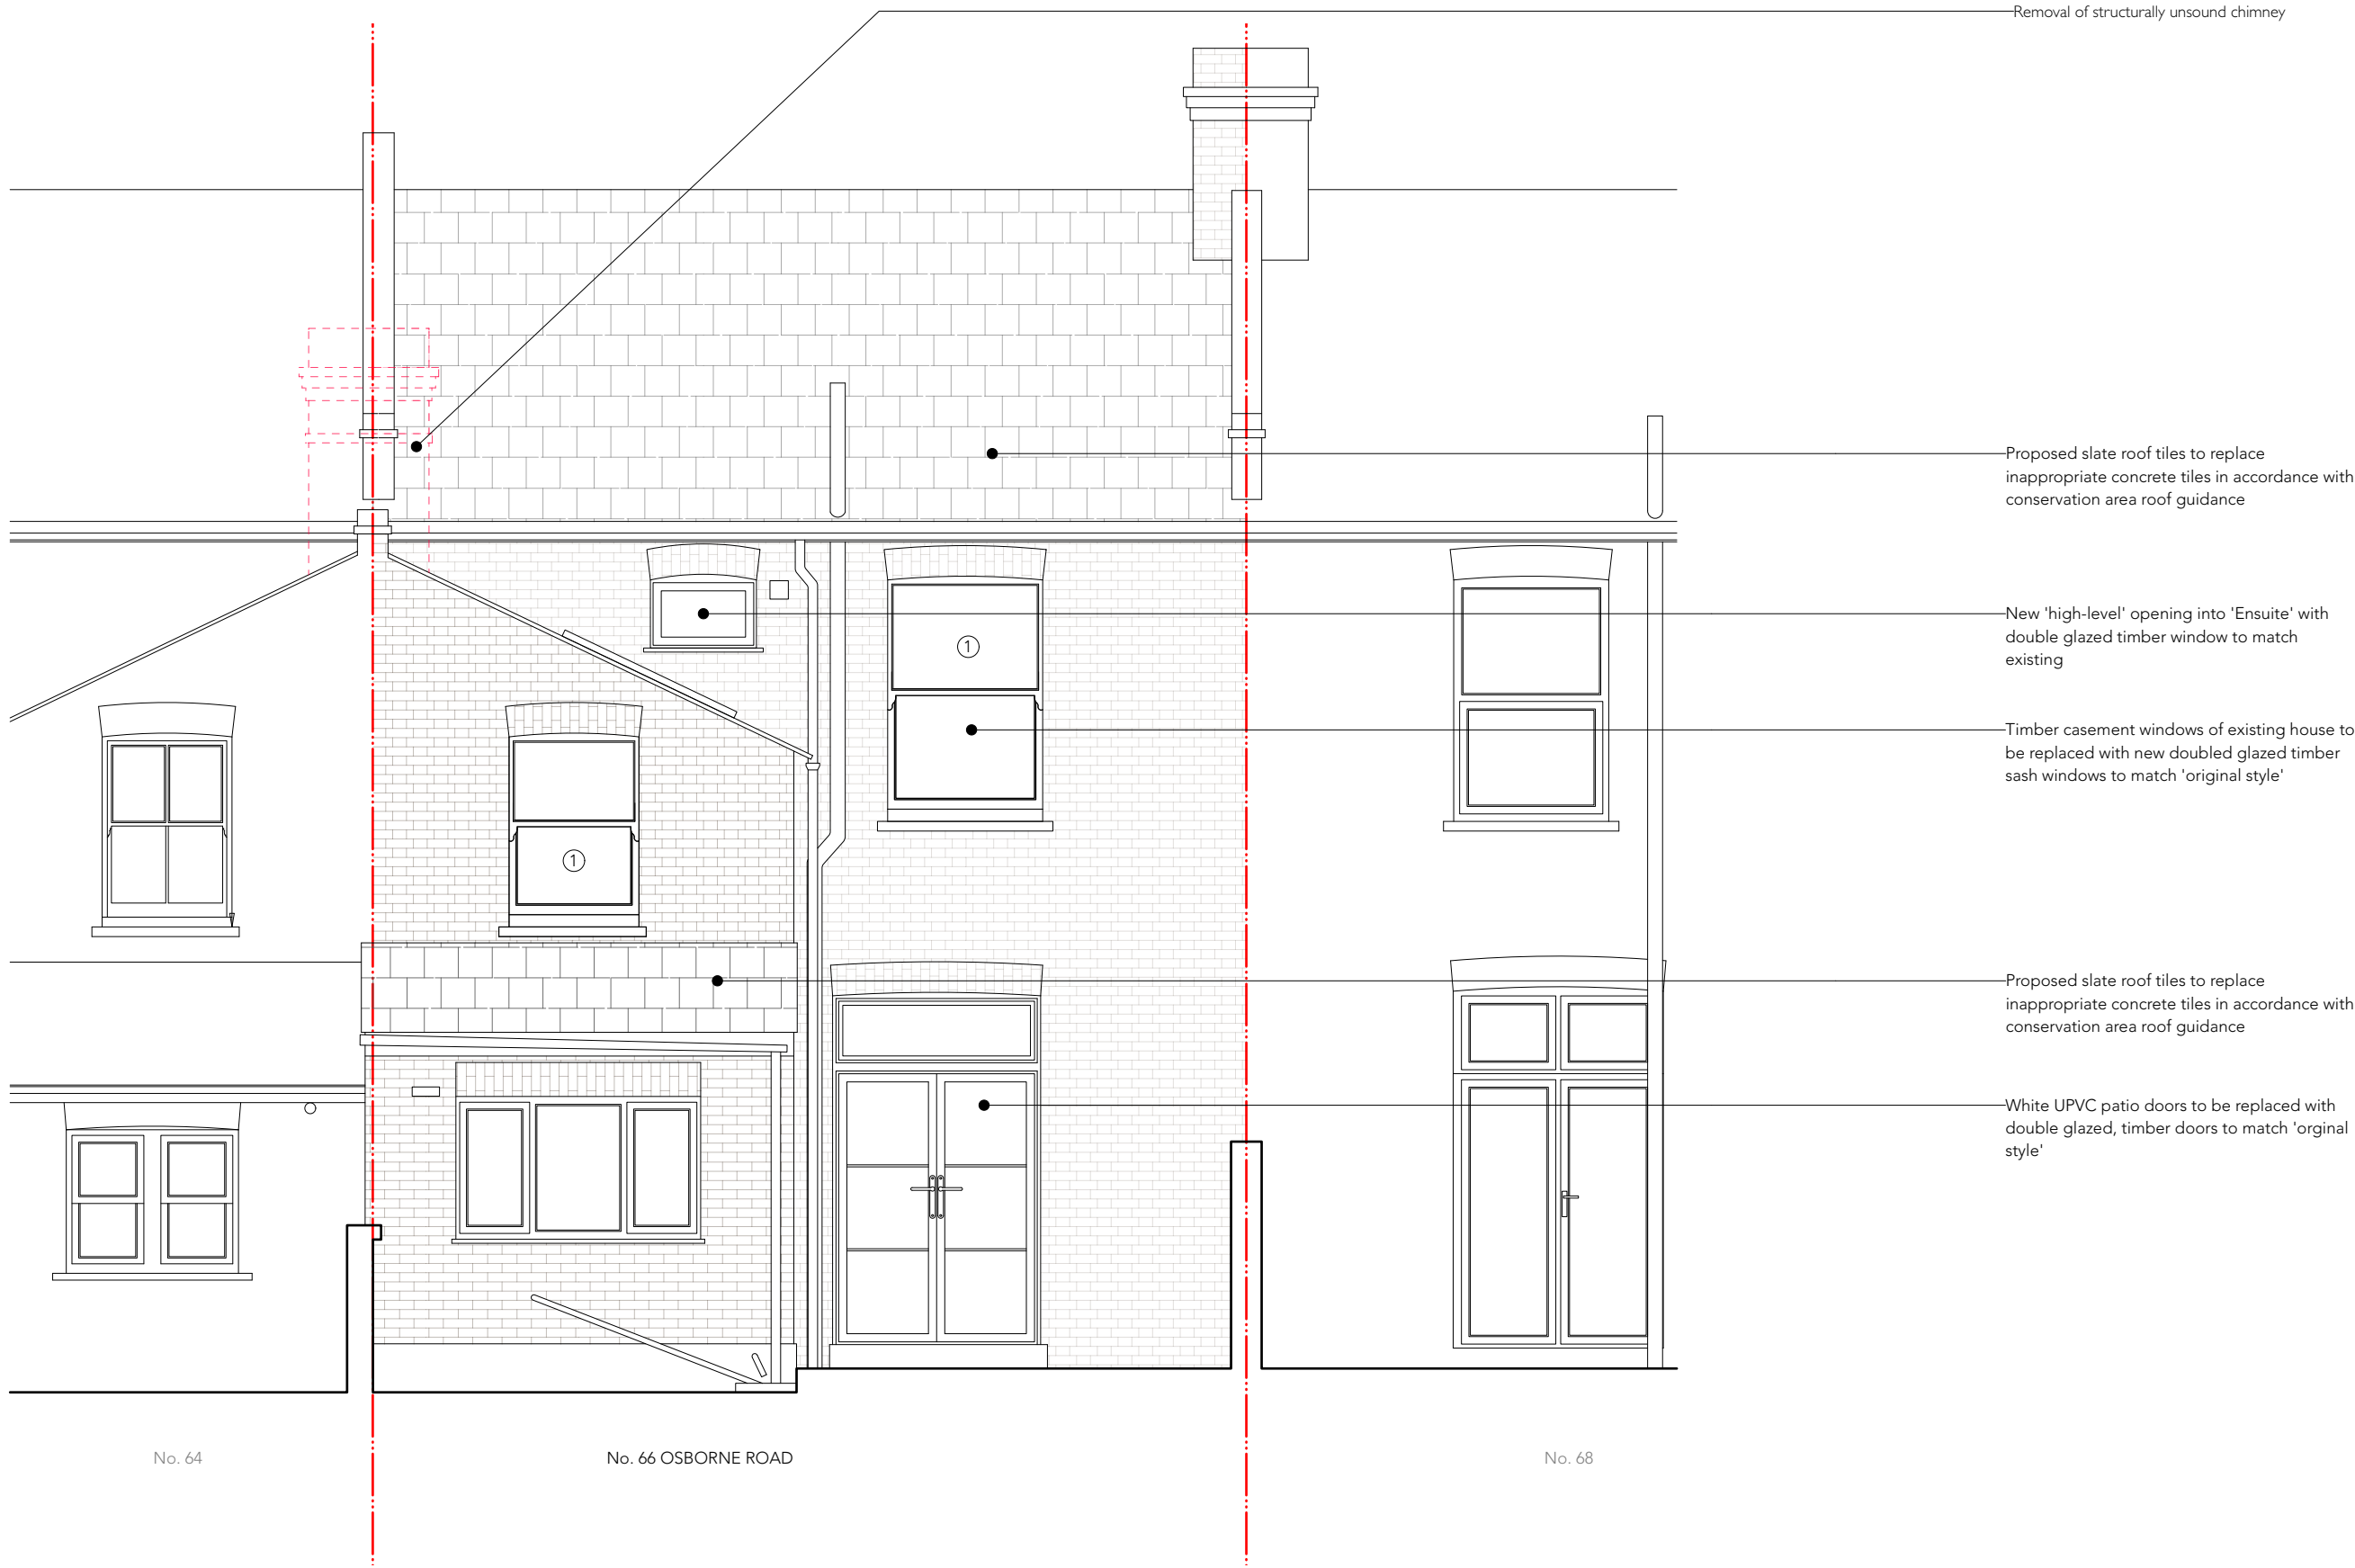 Removal of structurally unsound chimney
Proposed slate roof tiles to replace
inappropriate concrete tiles in accordance with
conservation area roof guidance
New 'high-level' opening into 'Ensuite' with
double glazed timber window to match
existing
1
Timber casement windows of existing house to
be replaced with new doubled glazed timber
sash windows to match 'original style'
1
Proposed slate roof tiles to replace
inappropriate concrete tiles in accordance with
conservation area roof guidance
White UPVC patio doors to be replaced with
double glazed, timber doors to match 'orginal
style'
No. 64
No. 66 OSBORNE ROAD
No. 68